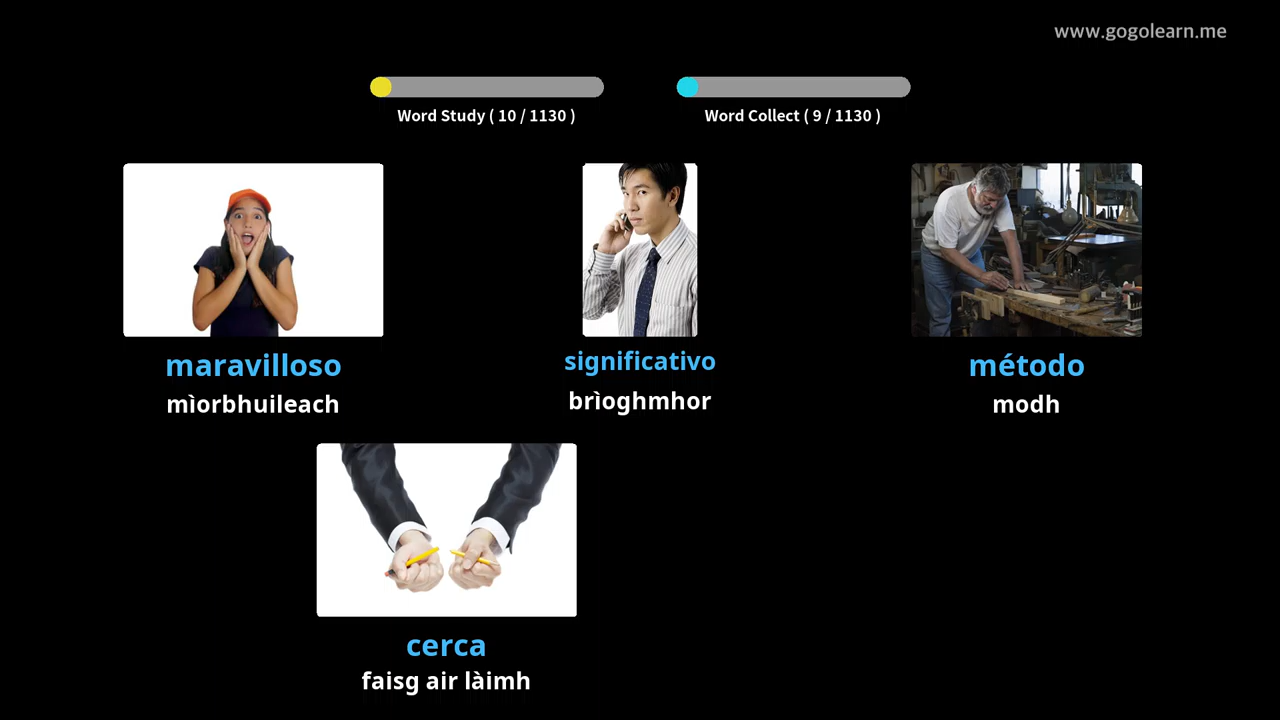 www.gogolearn.me
Word Study ( 10 / 1130 )
Word Collect ( 9 / 1130 )
maravilloso
mìorbhuileach
significativo
brìoghmhor
método
modh
cerca
faisg air làimh